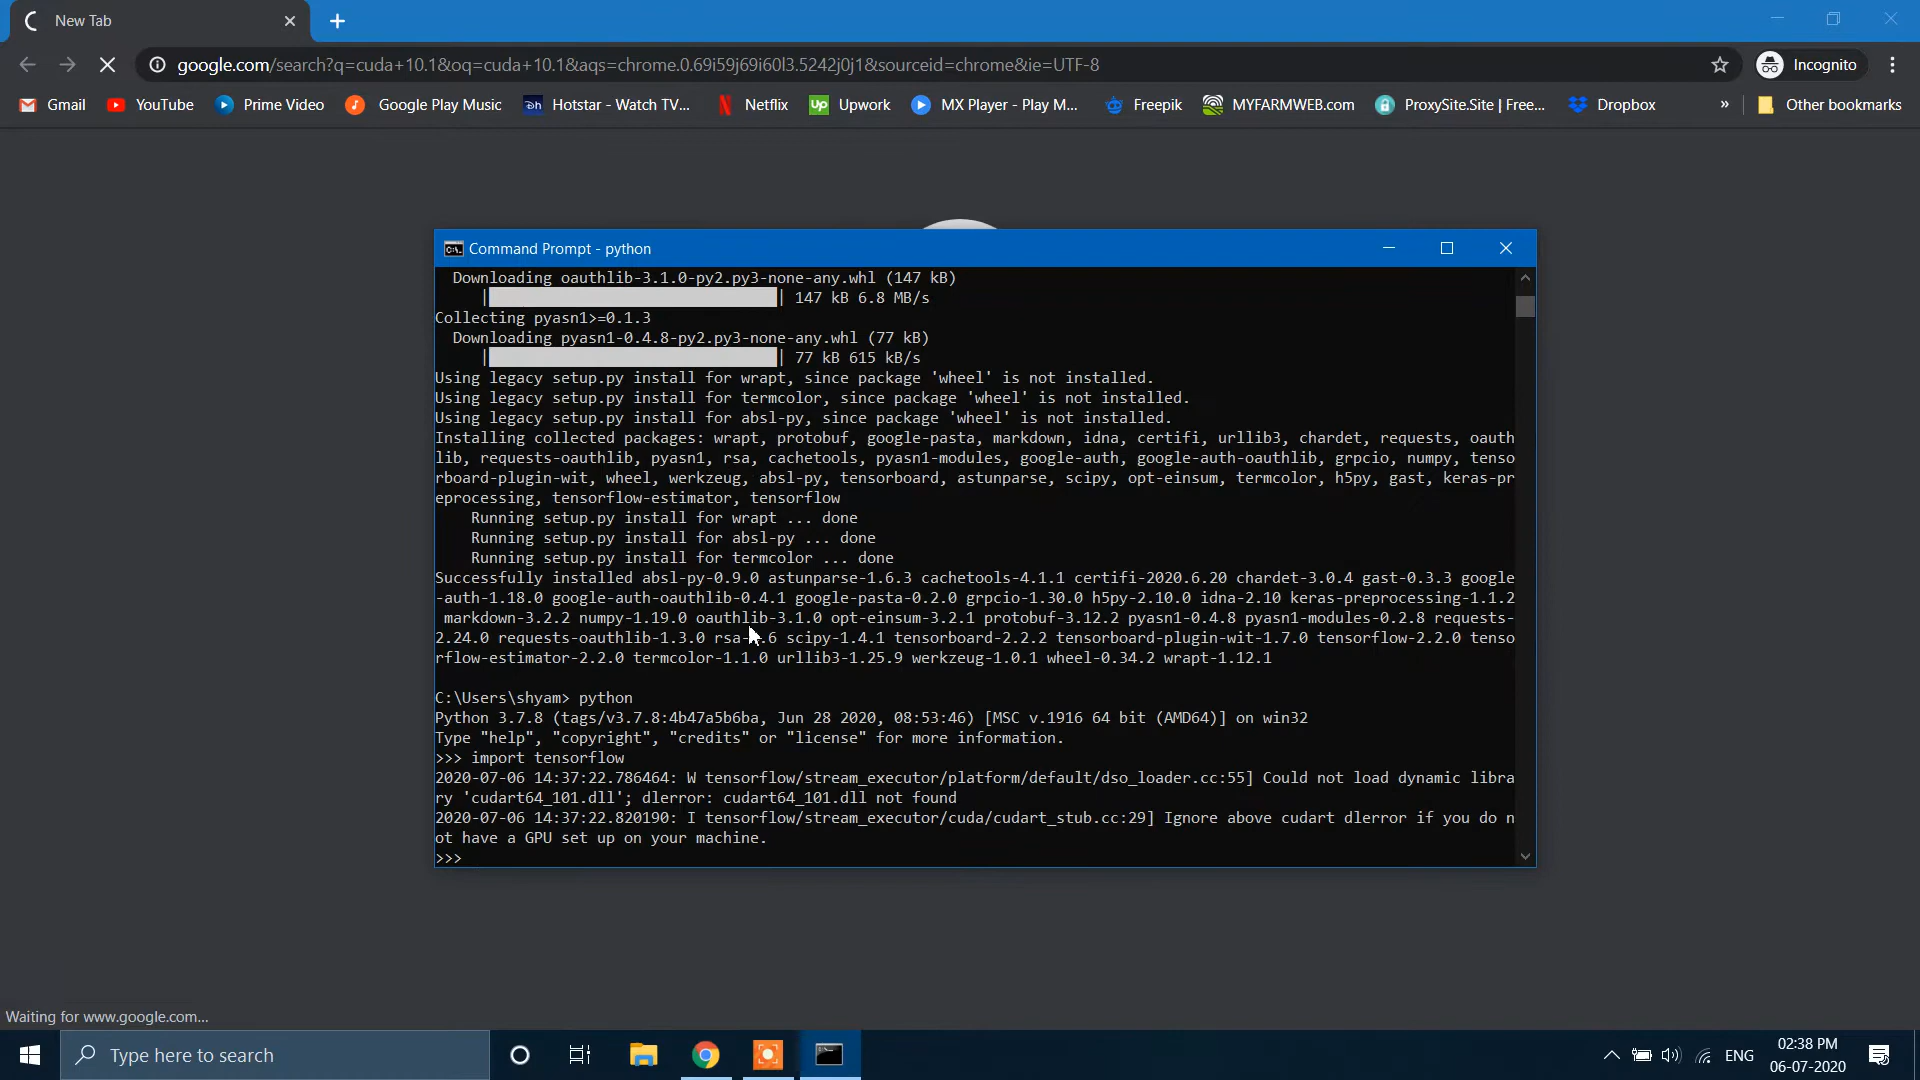 New Tab
google.com/search?q=cuda+10.1&oq=cuda+10.1&aqs=chrome.0.69i59j69i60l3.5242j0j1&sourceid=chrome&ie=UTF-8
Incognito
Gmail YouTube Prime Video Google Play Music Hotstar - Watch TV... Netflix Upwork MX Player - Play M... Freepik MYFARMWEB.com ProxySite.Site | Free... Dropbox » Other bookmarks
Command Prompt - python
Downloading oauthlib-3.1.0-py2.py3-none-any.whl (147 kB)
| | 147 kB 6.8 MB/s
Collecting pyasn1>=0.1.3
Downloading pyasn1-0.4.8-py2.py3-none-any.whl (77 kB)
| | 77 kB 615 kB/s
Using legacy setup.py install for wrapt, since package 'wheel' is not installed.
Using legacy setup.py install for termcolor, since package 'wheel' is not installed.
Using legacy setup.py install for absl-py, since package 'wheel' is not installed.
Installing collected packages: wrapt, protobuf, google-pasta, markdown, idna, certifi, urllib3, chardet, requests, oauth
lib, requests-oauthlib, pyasn1, rsa, cachetools, pyasn1-modules, google-auth, google-auth-oauthlib, grpcio, numpy, tenso
rboard-plugin-wit, wheel, werkzeug, absl-py, tensorboard, astunparse, scipy, opt-einsum, termcolor, h5py, gast, keras-pr
eprocessing, tensorflow-estimator, tensorflow
Running setup.py install for wrapt ... done
Running setup.py install for absl-py ... done
Running setup.py install for termcolor ... done
Successfully installed absl-py-0.9.0 astunparse-1.6.3 cachetools-4.1.1 certifi-2020.6.20 chardet-3.0.4 gast-0.3.3 google
-auth-1.18.0 google-auth-oauthlib-0.4.1 google-pasta-0.2.0 grpcio-1.30.0 h5py-2.10.0 idna-2.10 keras-preprocessing-1.1.2
markdown-3.2.2 numpy-1.19.0 oauthlib-3.1.0 opt-einsum-3.2.1 protobuf-3.12.2 pyasn1-0.4.8 pyasn1-modules-0.2.8 requests-
2.24.0 requests-oauthlib-1.3.0 rsa- .6 scipy-1.4.1 tensorboard-2.2.2 tensorboard-plugin-wit-1.7.0 tensorflow-2.2.0 tenso
rflow-estimator-2.2.0 termcolor-1.1.0 urllib3-1.25.9 werkzeug-1.0.1 wheel-0.34.2 wrapt-1.12.1
C:\Users\shyam> python
Python 3.7.8 (tags/v3.7.8:4b47a5b6ba, Jun 28 2020, 08:53:46) [MSC v.1916 64 bit (AMD64)] on win32
Type "help", "copyright", "credits" or "license" for more information.
>>> import tensorflow
2020-07-06 14:37:22.786464: W tensorflow/stream_executor/platform/default/dso_loader.cc:55] Could not load dynamic libra
ry 'cudart64_101.dll'; dlerror: cudart64_101.dll not found
2020-07-06 14:37:22.820190: I tensorflow/stream_executor/cuda/cudart_stub.cc:29] Ignore above cudart dlerror if you do n
ot have a GPU set up on your machine.
>>>
Waiting for www.google.com...
Type here to search
ENG
02:38 PM
06-07-2020